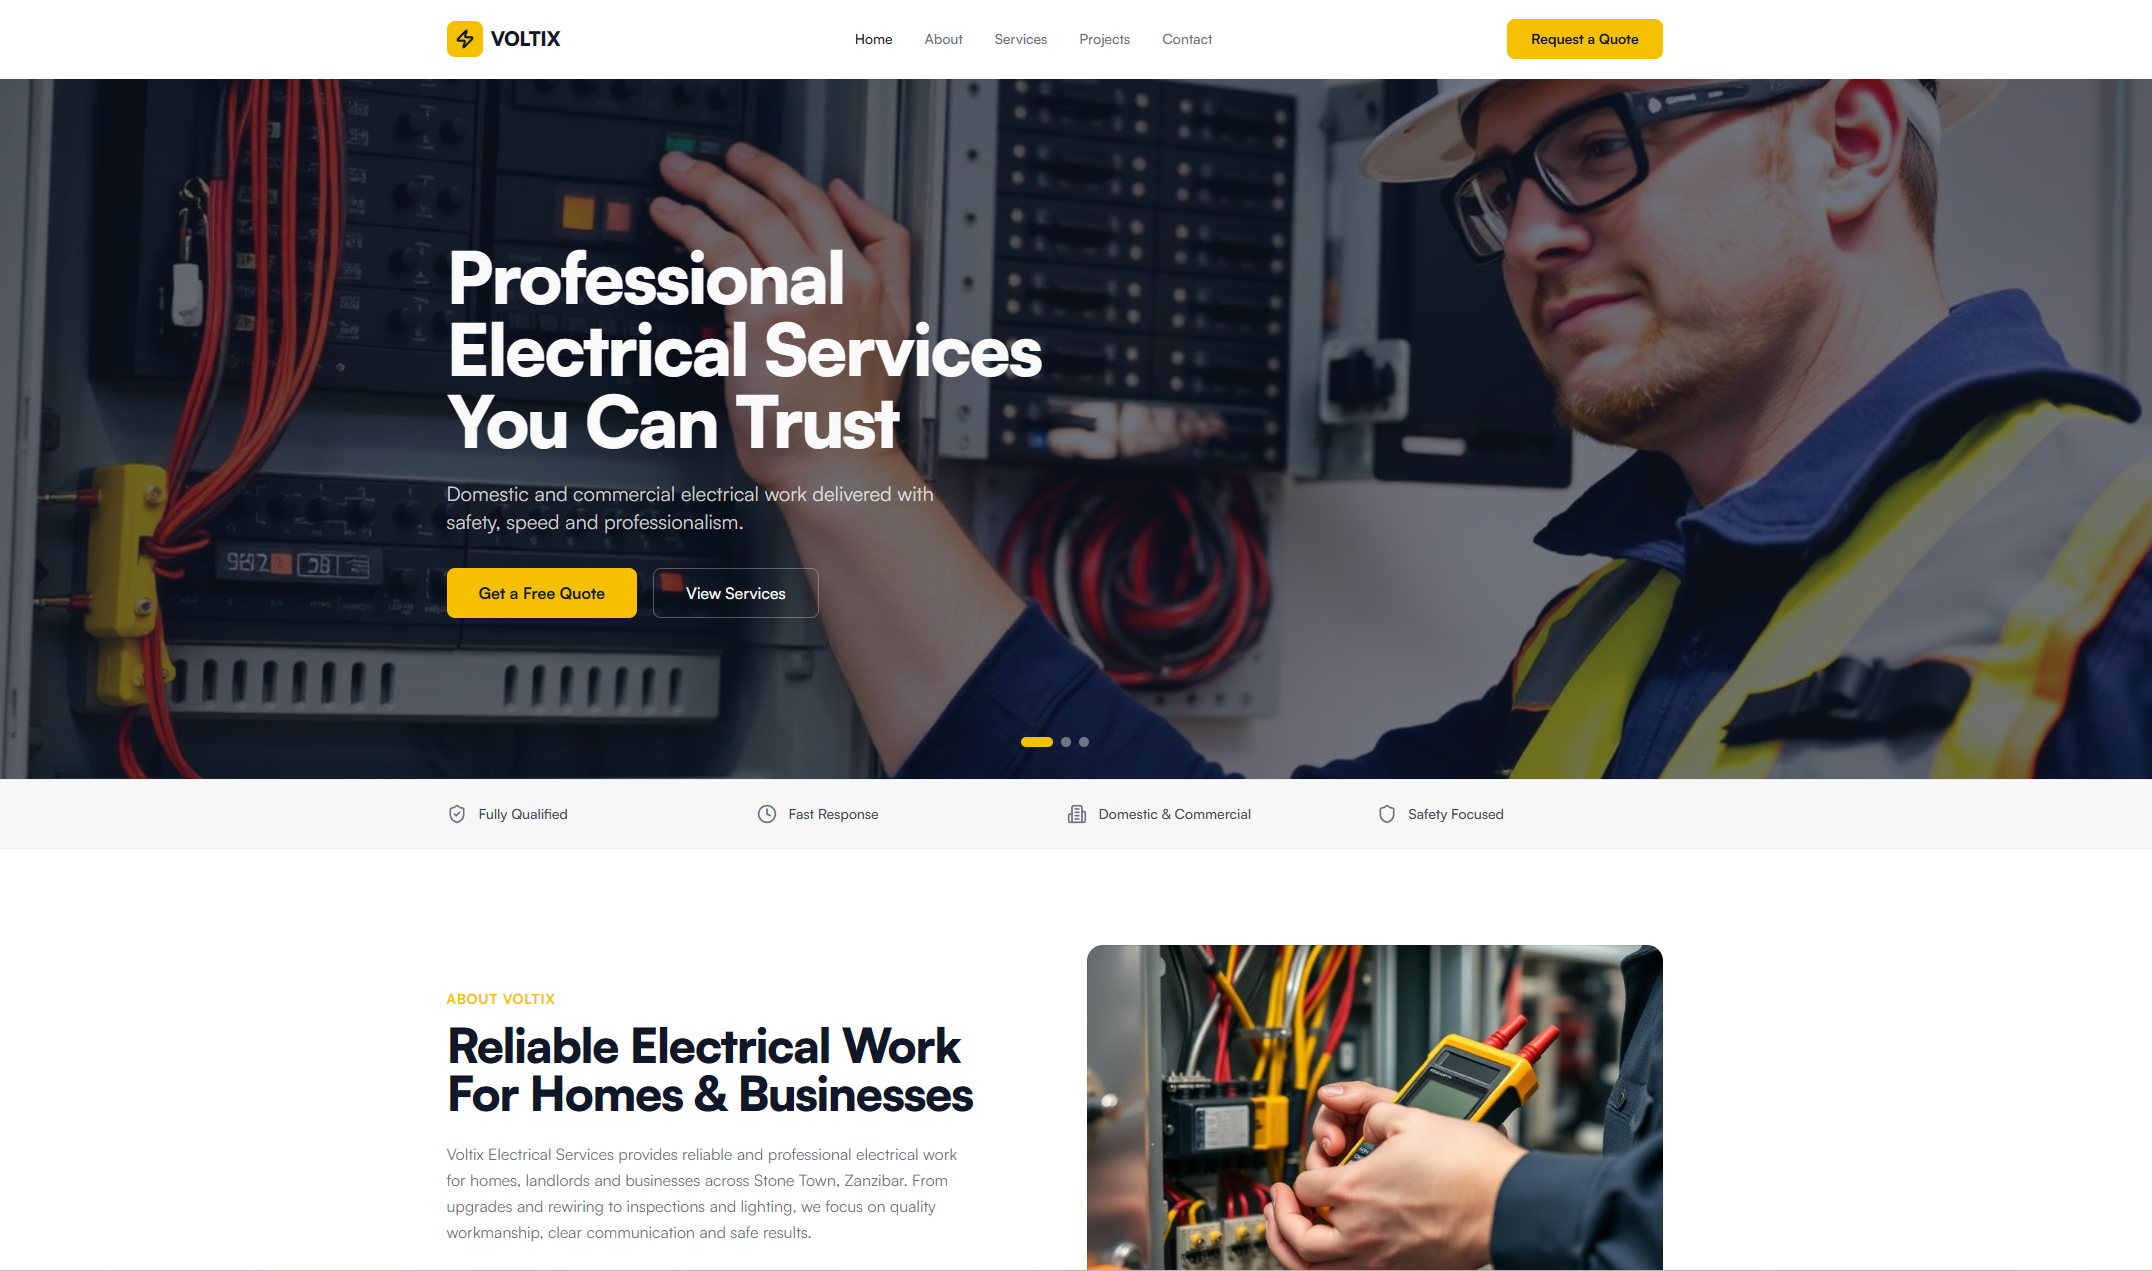 VOLTIX
Home About Services Projects Contact
Request a Quote
Professional
Electrical Services
You Can Trust
Domestic and commercial electrical work delivered with
safety, speed and professionalism.
Get a Free Quote
View Services
Fully Qualified
Fast Response
Domestic & Commercial
Safety Focused
ABOUT VOLTIX
Reliable Electrical Work
For Homes & Businesses
Voltix Electrical Services provides reliable and professional electrical work
for homes, landlords and businesses across Stone Town, Zanzibar. From
upgrades and rewiring to inspections and lighting, we focus on quality
workmanship, clear communication and safe results.